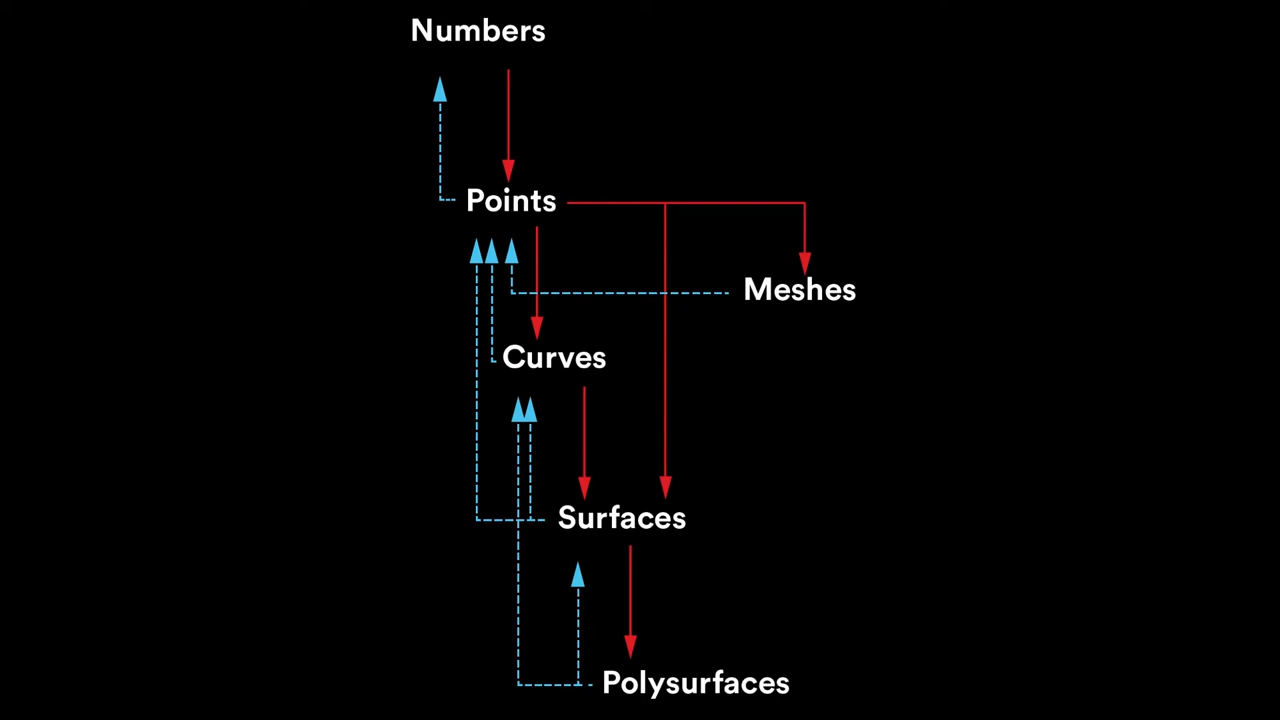 Numbers
Points
Meshes
Curves
Surfaces
Polysurfaces